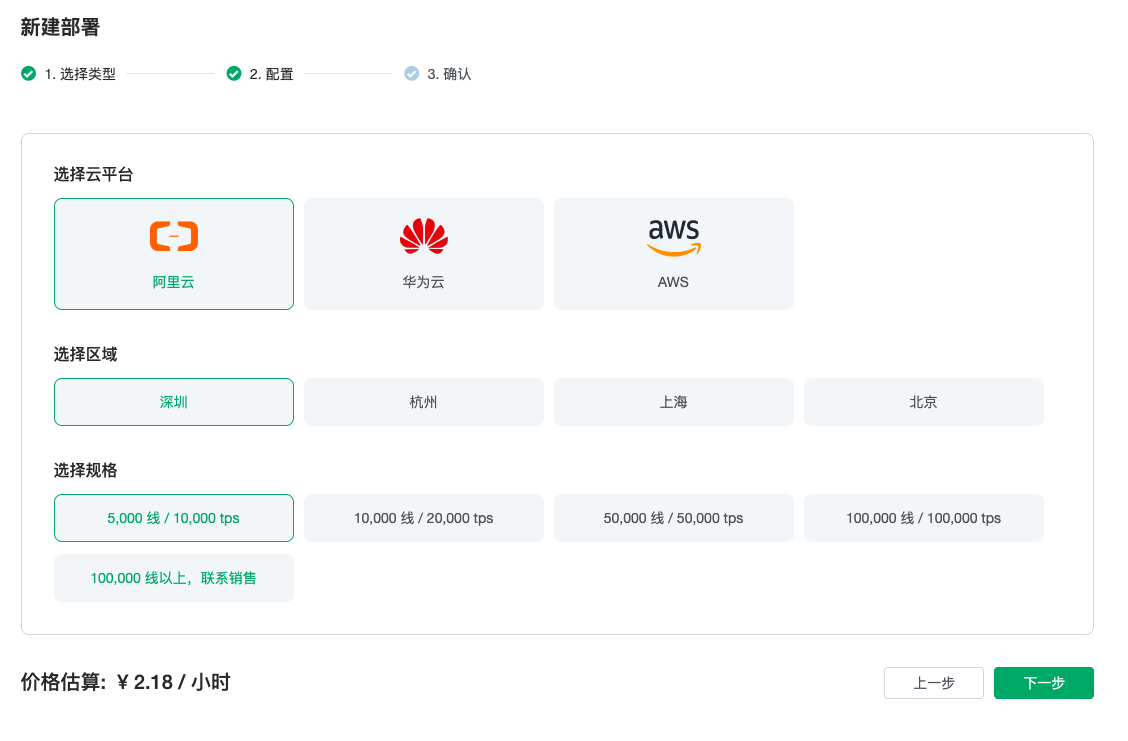 新建部署
1. 选择类型 2. 配置 3. 确认
选择云平台
aws
阿里云 华为云 AWS
选择区域
深圳 杭州 上海 北京
选择规格
5,000 线 / 10,000 tps 10,000 线 / 20,000 tps 50,000 线 / 50,000 tps 100,000 线 / 100,000 tps
100,000 线以上，联系销售
价格估算: ¥ 2.18 / 小时 上一步 下一步